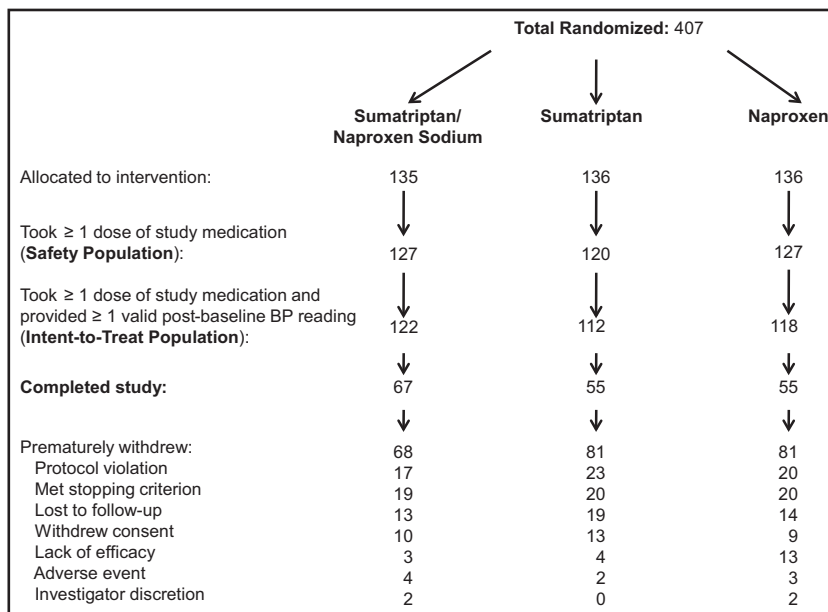 Total Randomized: 407
Sumatriptan/ Naproxen Sodium Sumatriptan Naproxen
Allocated to intervention: 135 136 136
Took ≥ 1 dose of study medication
(Safety Population): 127 120 127
Took ≥ 1 dose of study medication and
provided ≥ 1 valid post-baseline BP reading
(Intent-to-Treat Population): 122 112 118
Completed study: 67 55 55
Prematurely withdrew: 68 81 81
Protocol violation 17 23 20
Met stopping criterion 19 20 20
Lost to follow-up 13 19 14
Withdrew consent 10 13 9
Lack of efficacy 3 4 13
Adverse event 4 2 3
Investigator discretion 2 0 2